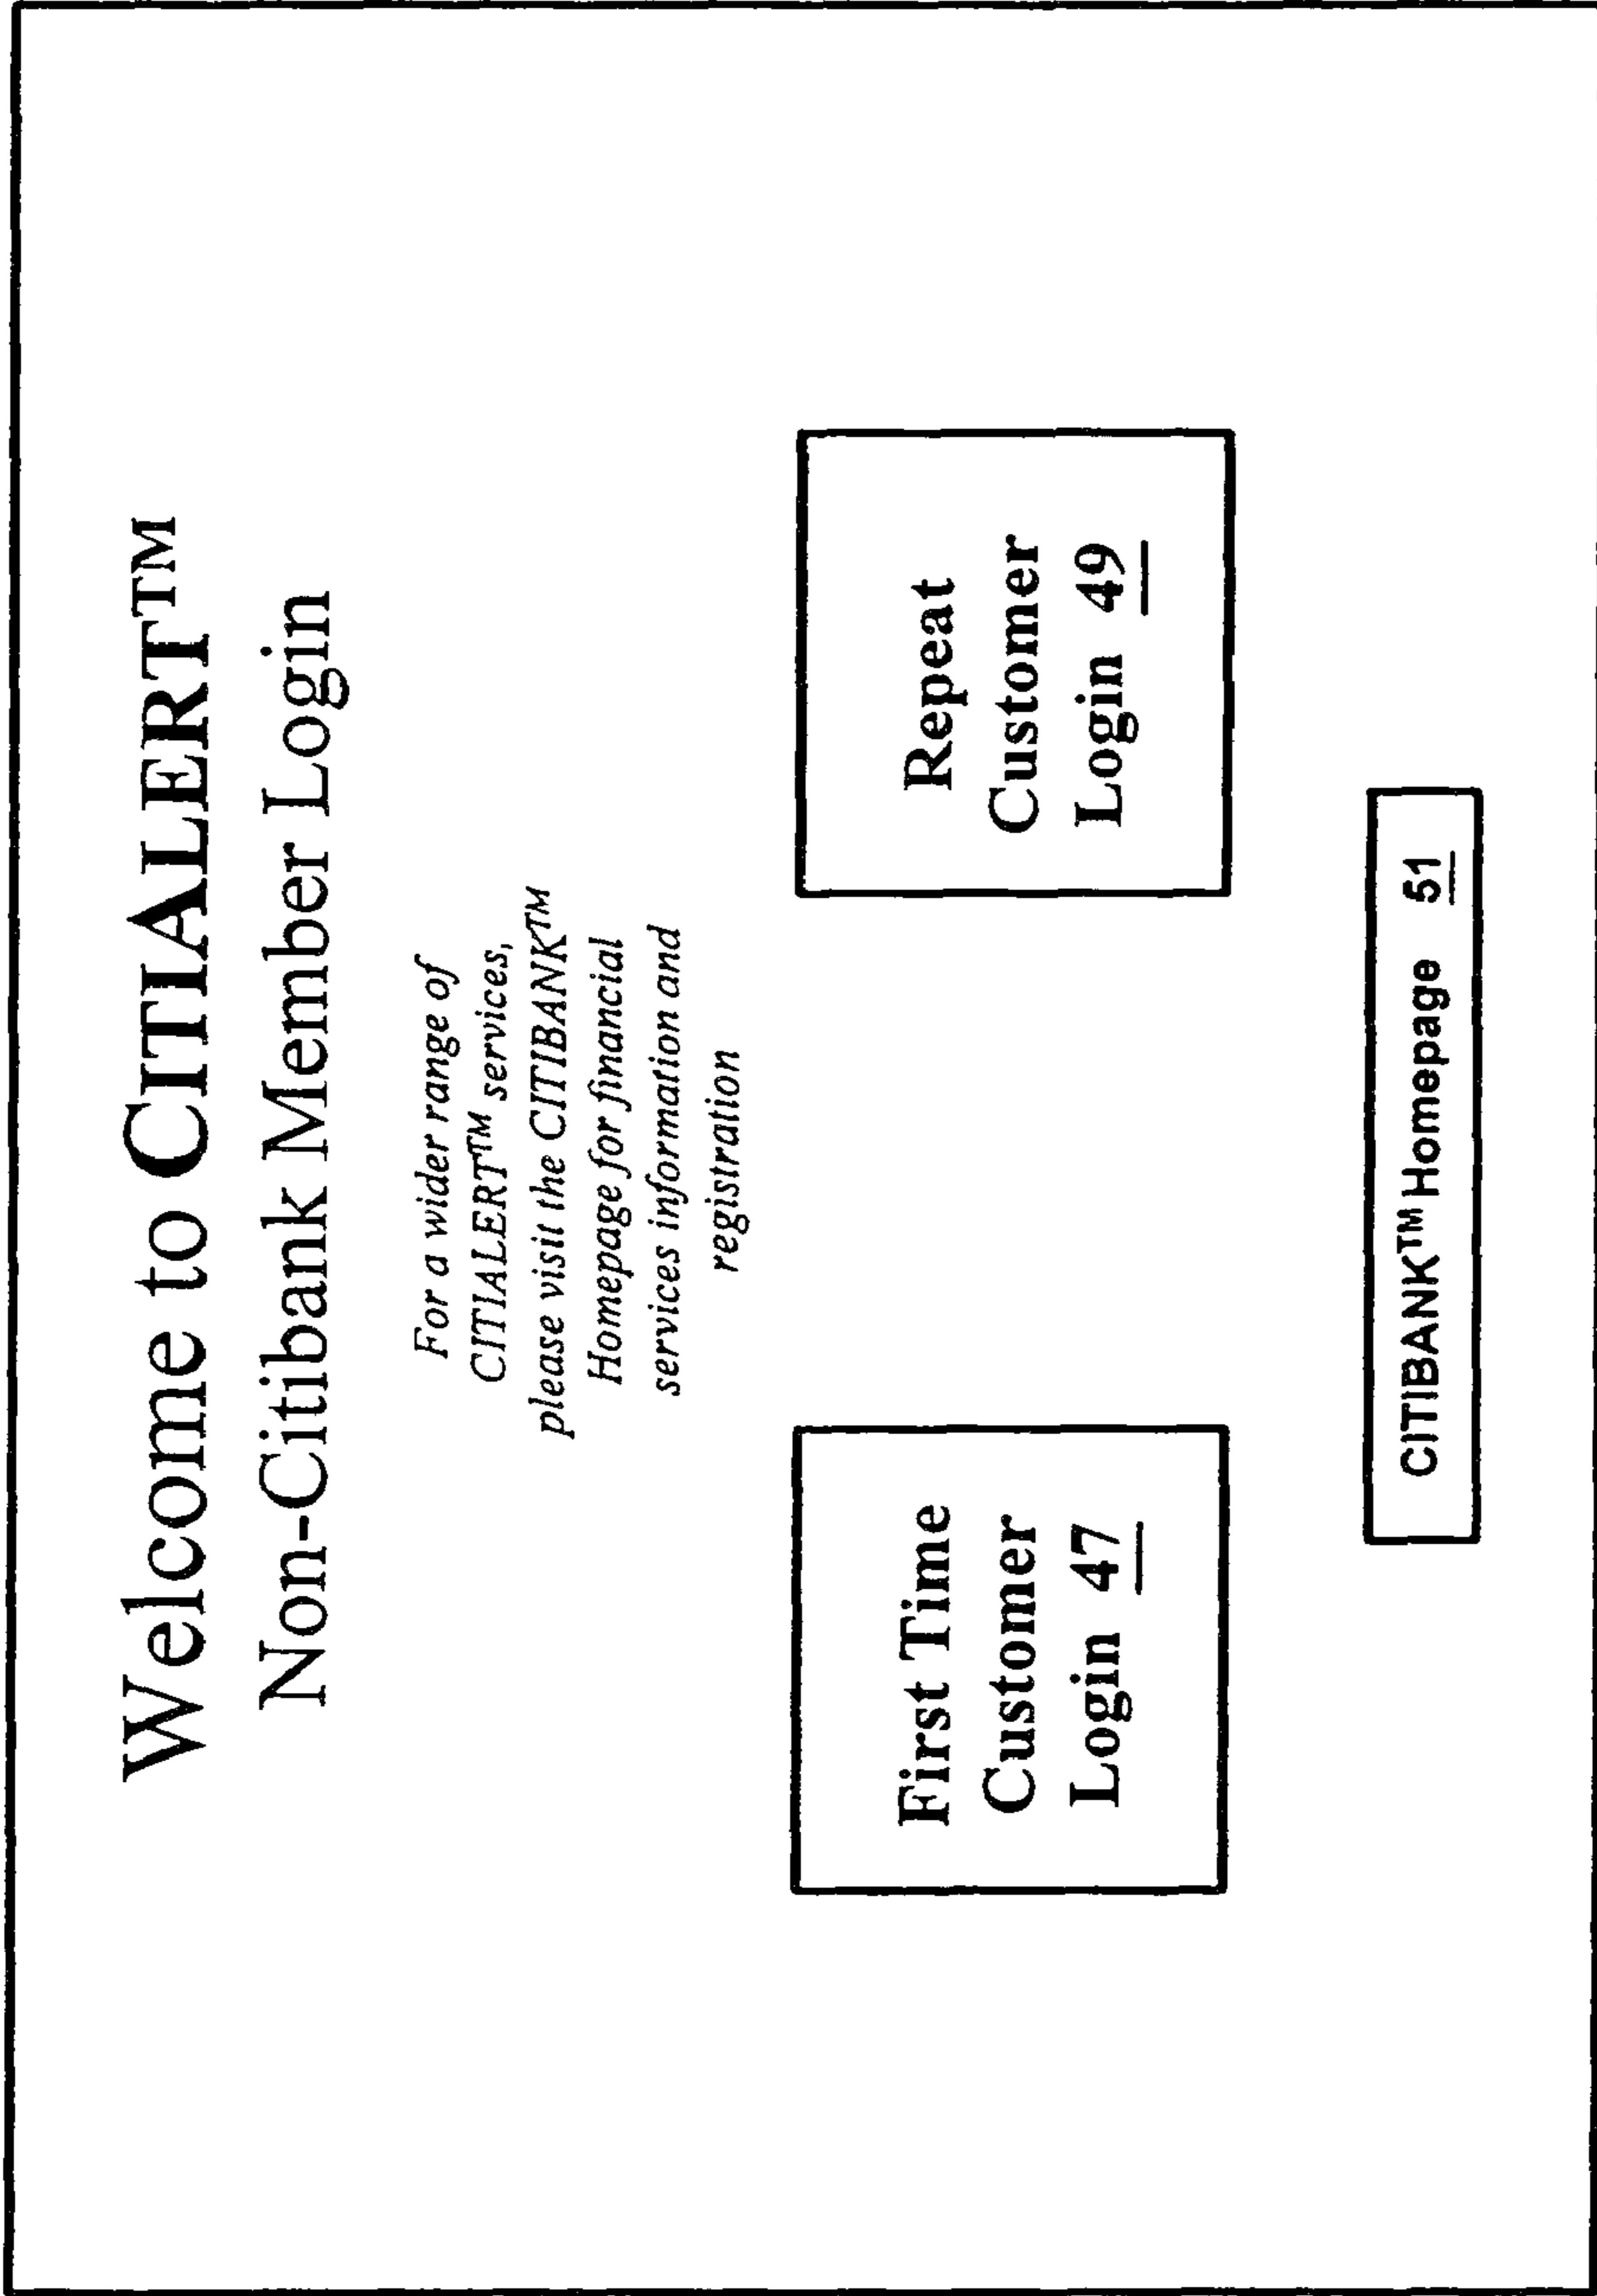 Welcome to CITIALERT™
Non-Citibank Member Login
For a wider range of
CITIALERT™ services,
please visit the CITIBANK™
Homepage for financial
services information and
registration
First Time
Customer
Login 47
Repeat
Customer
Login 49
CITIBANK™ Homepage 51